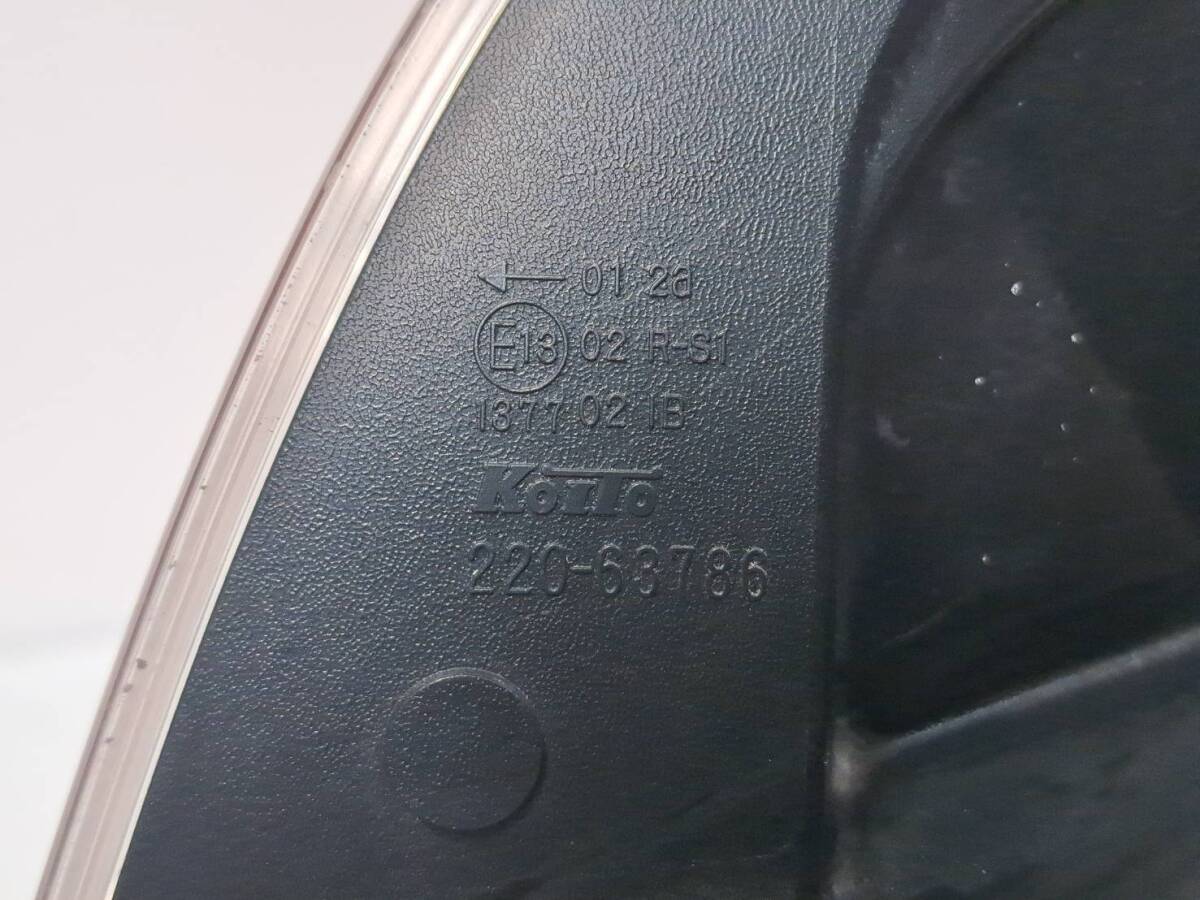 ← 01 2a
E13 02 R-S1
1377 02 IB
KoiTo
220-63786